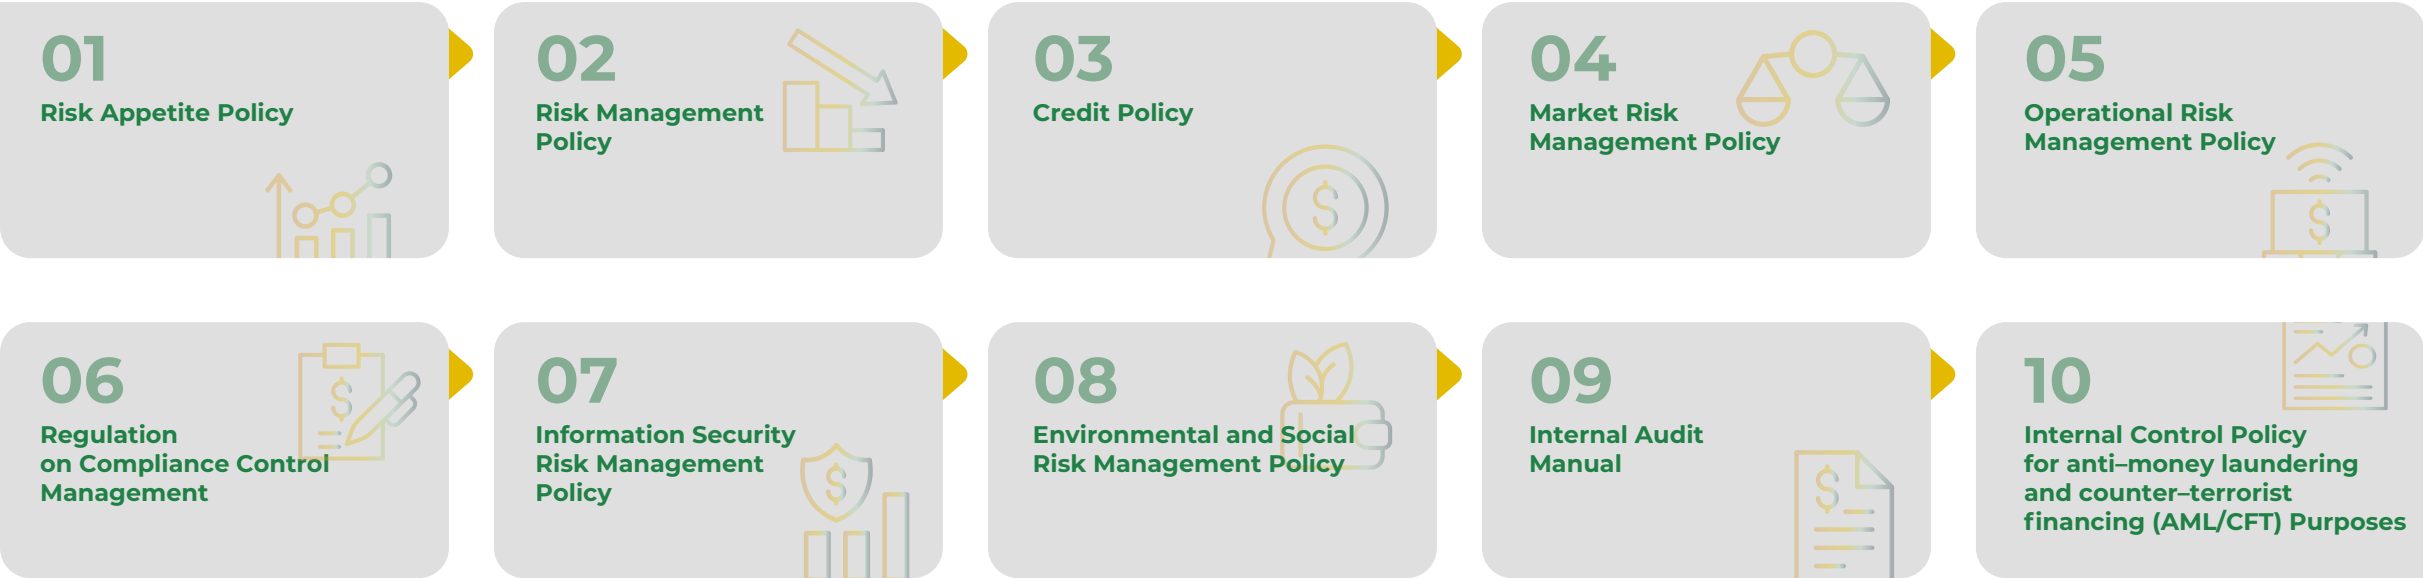 01
Risk Appetite Policy
02
Risk Management
Policy
03
Credit Policy
04
Market Risk
Management Policy
05
Operational Risk
Management Policy
06
Regulation
on Compliance Control
Management
07
Information Security
Risk Management
Policy
08
Environmental and Social
Risk Management Policy
09
Internal Audit
Manual
10
Internal Control Policy
for anti–money laundering
and counter–terrorist
financing (AML/CFT) Purposes